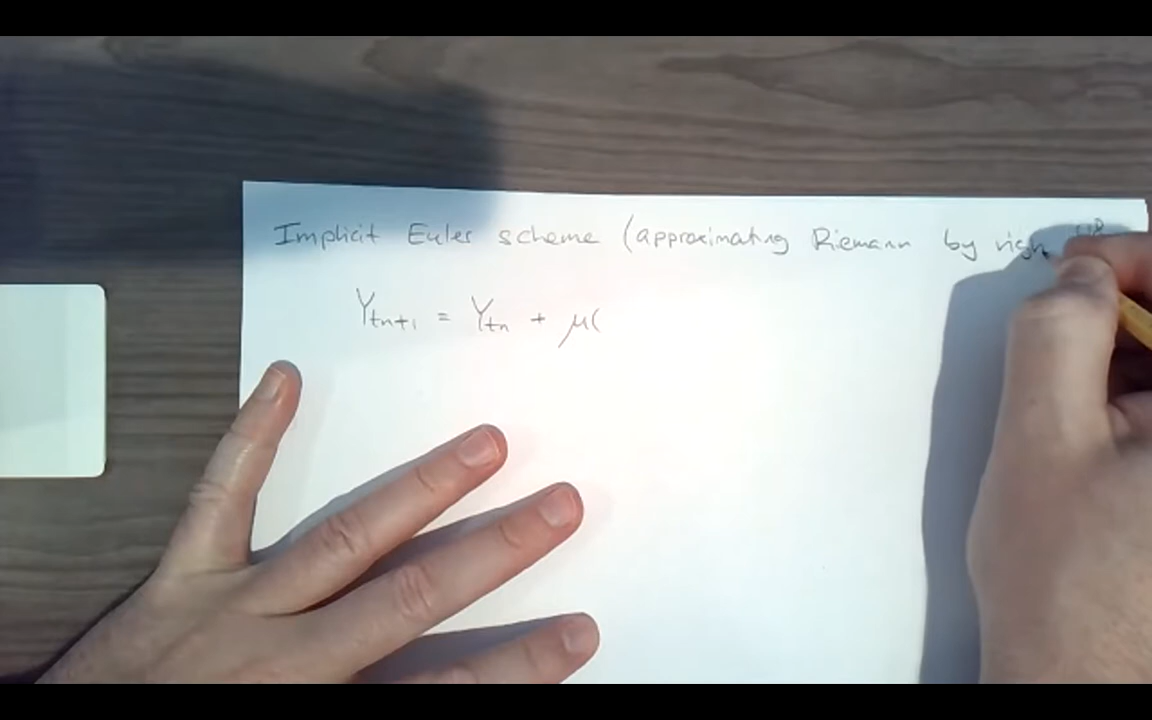 Implicit Euler scheme (approximating Riemann by righ
Ytn+1 = Ytn + μ(